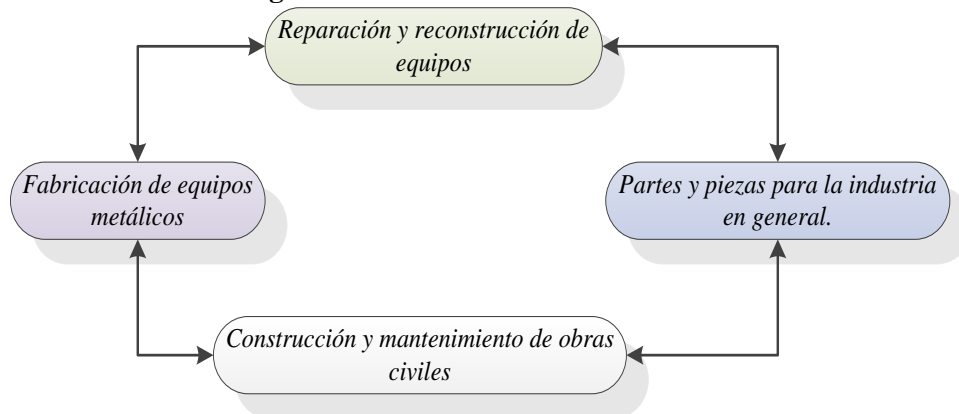 Reparación y reconstrucción de
equipos
Fabricación de equipos
metálicos
Partes y piezas para la industria
en general.
Construcción y mantenimiento de obras
civiles